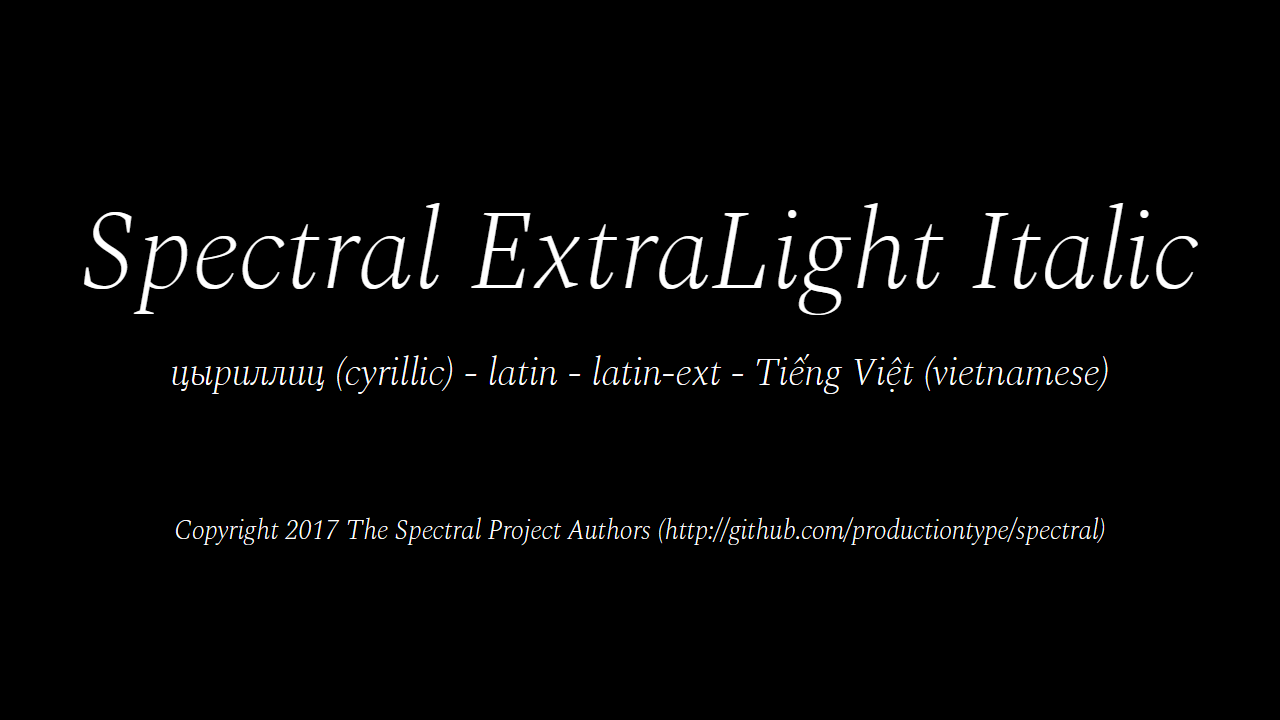 Spectral ExtraLight Italic
цыриллиц (cyrillic) - latin - latin-ext - Tiếng Việt (vietnamese)
Copyright 2017 The Spectral Project Authors (http://github.com/productiontype/spectral)